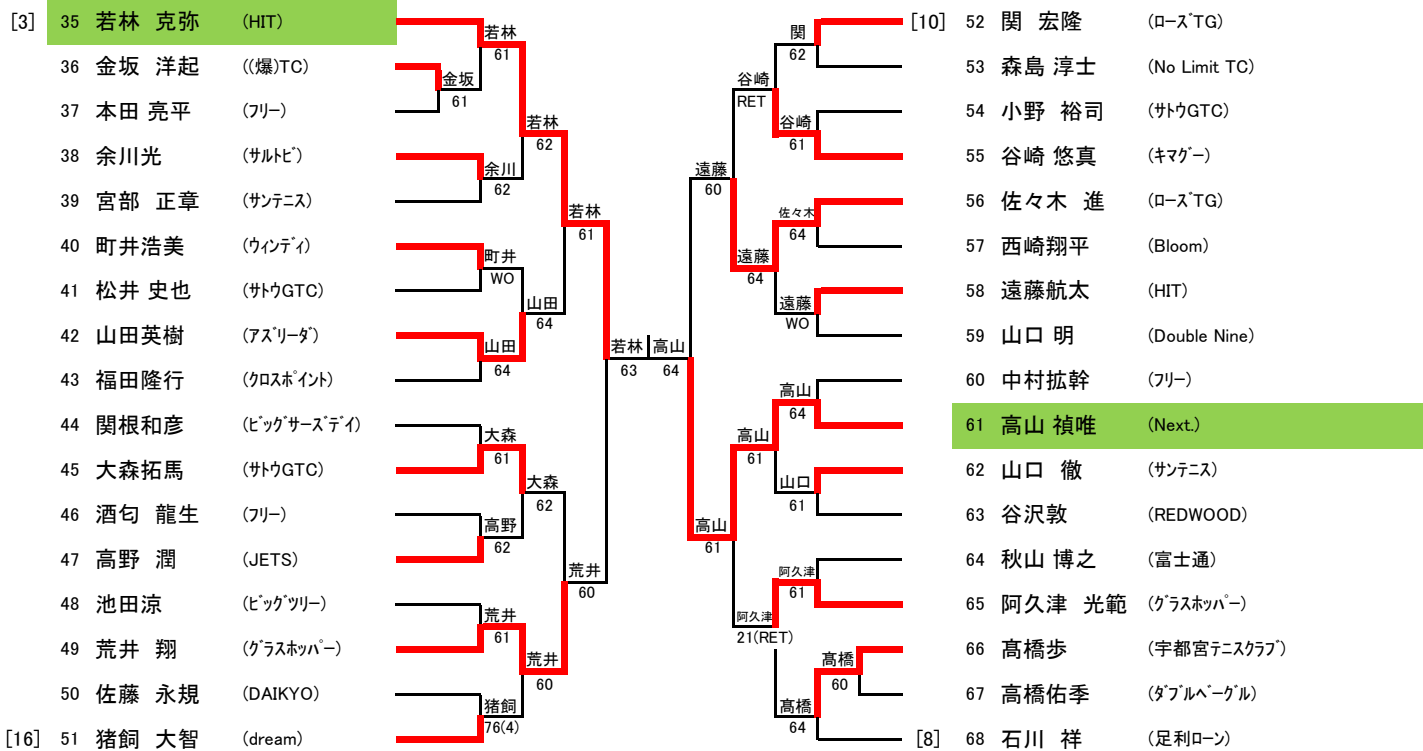 [3] 35 若林 克弥 (HIT)
36 金坂 洋起 ((爆)TC)
37 本田 亮平 (フリー)
38 余川光 (サルトビ)
39 宮部 正章 (サンテニス)
40 町井浩美 (ウィンディ)
41 松井 史也 (サトウGTC)
42 山田英樹 (アズリーダ)
43 福田隆行 (クロスポイント)
44 関根和彦 (ビッグサーズデイ)
45 大森拓馬 (サトウGTC)
46 酒匂 龍生 (フリー)
47 高野 潤 (JETS)
48 池田涼 (ビッグツリー)
49 荒井 翔 (グラスホッパー)
50 佐藤 永規 (DAIKYO)
[16] 51 猪飼 大智 (dream)
若林
61
金坂
61
若林
62
余川
62
若林
61
町井
WO
山田
64
山田
64
大森
61
大森
62
高野
62
荒井
60
荒井
61
荒井
60
猪飼
76(4)
若林
63
高山
64
関
62
谷崎
RET
谷崎
61
遠藤
60
佐々木
64
遠藤
64
遠藤
WO
高山
64
高山
61
山口
61
高山
61
阿久津
61
阿久津
21(RET)
髙橋
60
髙橋
64
[10] 52 関 宏隆 (ローズTG)
53 森島 淳士 (No Limit TC)
54 小野 裕司 (サトウGTC)
55 谷崎 悠真 (キマグー)
56 佐々木 進 (ローズTG)
57 西崎翔平 (Bloom)
58 遠藤航太 (HIT)
59 山口 明 (Double Nine)
60 中村拡幹 (フリー)
61 高山 禎唯 (Next.)
62 山口 徹 (サンテニス)
63 谷沢敦 (REDWOOD)
64 秋山 博之 (富士通)
65 阿久津 光範 (グラスホッパー)
66 髙橋歩 (宇都宮テニスクラブ)
67 高橋佑季 (ダブルベーグル)
[8] 68 石川 祥 (足利ローン)